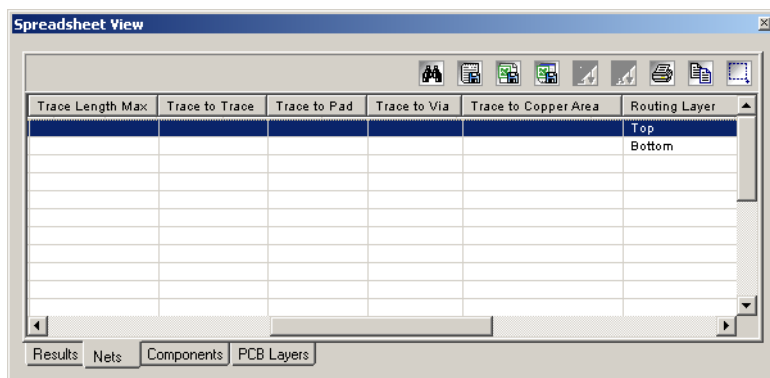 Spreadsheet View
Trace Length Max Trace to Trace Trace to Pad Trace to Via Trace to Copper Area Routing Layer
Top
Bottom
Results Nets Components PCB Layers